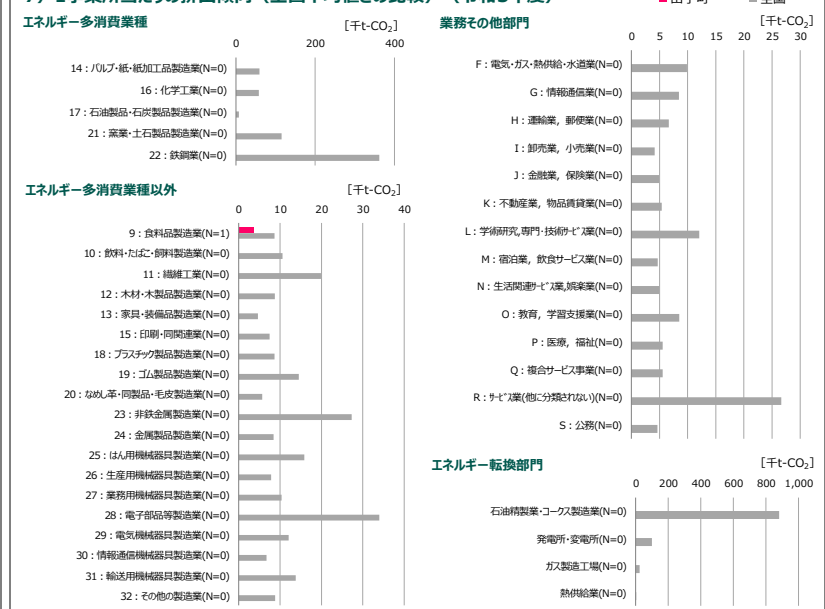 エネルギー多消費業種
[千t-CO₂]
0 200 400
14：パルプ・紙・紙加工品製造業(N=0)
16：化学工業(N=0)
17：石油製品・石炭製品製造業(N=0)
21：窯業・土石製品製造業(N=0)
22：鉄鋼業(N=0)
エネルギー多消費業種以外
[千t-CO₂]
0 10 20 30 40
9：食料品製造業(N=1)
10：飲料・たばこ・飼料製造業(N=0)
11：繊維工業(N=0)
12：木材・木製品製造業(N=0)
13：家具・装備品製造業(N=0)
15：印刷・同関連業(N=0)
18：プラスチック製品製造業(N=0)
19：ゴム製品製造業(N=0)
20：なめし革・同製品・毛皮製造業(N=0)
23：非鉄金属製造業(N=0)
24：金属製品製造業(N=0)
25：はん用機械器具製造業(N=0)
26：生産用機械器具製造業(N=0)
27：業務用機械器具製造業(N=0)
28：電子部品等製造業(N=0)
29：電気機械器具製造業(N=0)
30：情報通信機械器具製造業(N=0)
31：輸送用機械器具製造業(N=0)
32：その他の製造業(N=0)
業務その他部門
[千t-CO₂]
0 5 10 15 20 25 30
F：電気・ガス・熱供給・水道業(N=0)
G：情報通信業(N=0)
H：運輸業，郵便業(N=0)
I：卸売業，小売業(N=0)
J：金融業，保険業(N=0)
K：不動産業，物品賃貸業(N=0)
L：学術研究,専門・技術ｻｰﾋﾞｽ業(N=0)
M：宿泊業，飲食サービス業(N=0)
N：生活関連ｻｰﾋﾞｽ業,娯楽業(N=0)
O：教育，学習支援業(N=0)
P：医療，福祉(N=0)
Q：複合サービス事業(N=0)
R：ｻｰﾋﾞｽ業(他に分類されない)(N=0)
S：公務(N=0)
エネルギー転換部門
[千t-CO₂]
0 200 400 600 800 1,000
石油精製業・コークス製造業(N=0)
発電所・変電所(N=0)
ガス製造工場(N=0)
熱供給業(N=0)